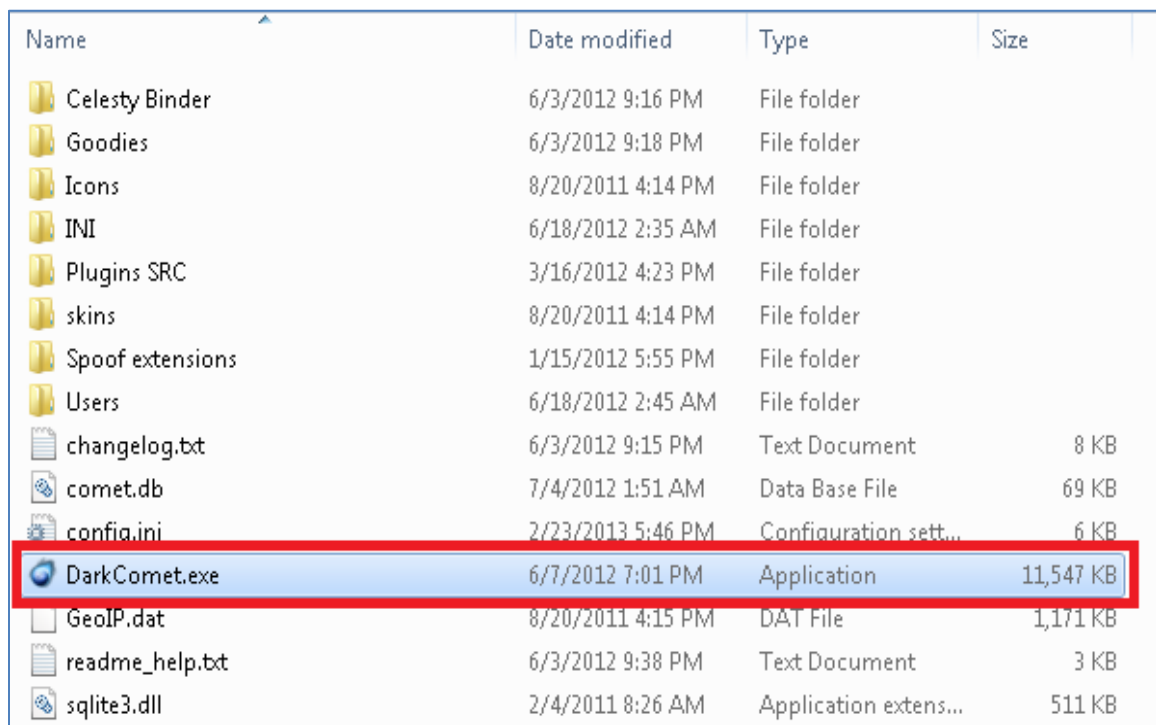 Name Date modified Type Size
Celesty Binder 6/3/2012 9:16 PM File folder
Goodies 6/3/2012 9:18 PM File folder
Icons 8/20/2011 4:14 PM File folder
INI 6/18/2012 2:35 AM File folder
Plugins SRC 3/16/2012 4:23 PM File folder
skins 8/20/2011 4:14 PM File folder
Spoof extensions 1/15/2012 5:55 PM File folder
Users 6/18/2012 2:45 AM File folder
changelog.txt 6/3/2012 9:15 PM Text Document 8 KB
comet.db 7/4/2012 1:51 AM Data Base File 69 KB
config.ini 2/23/2013 5:46 PM Configuration sett... 6 KB
DarkComet.exe 6/7/2012 7:01 PM Application 11,547 KB
GeoIP.dat 8/20/2011 4:15 PM DAT File 1,171 KB
readme_help.txt 6/3/2012 9:38 PM Text Document 3 KB
sqlite3.dll 2/4/2011 8:26 AM Application extens... 511 KB